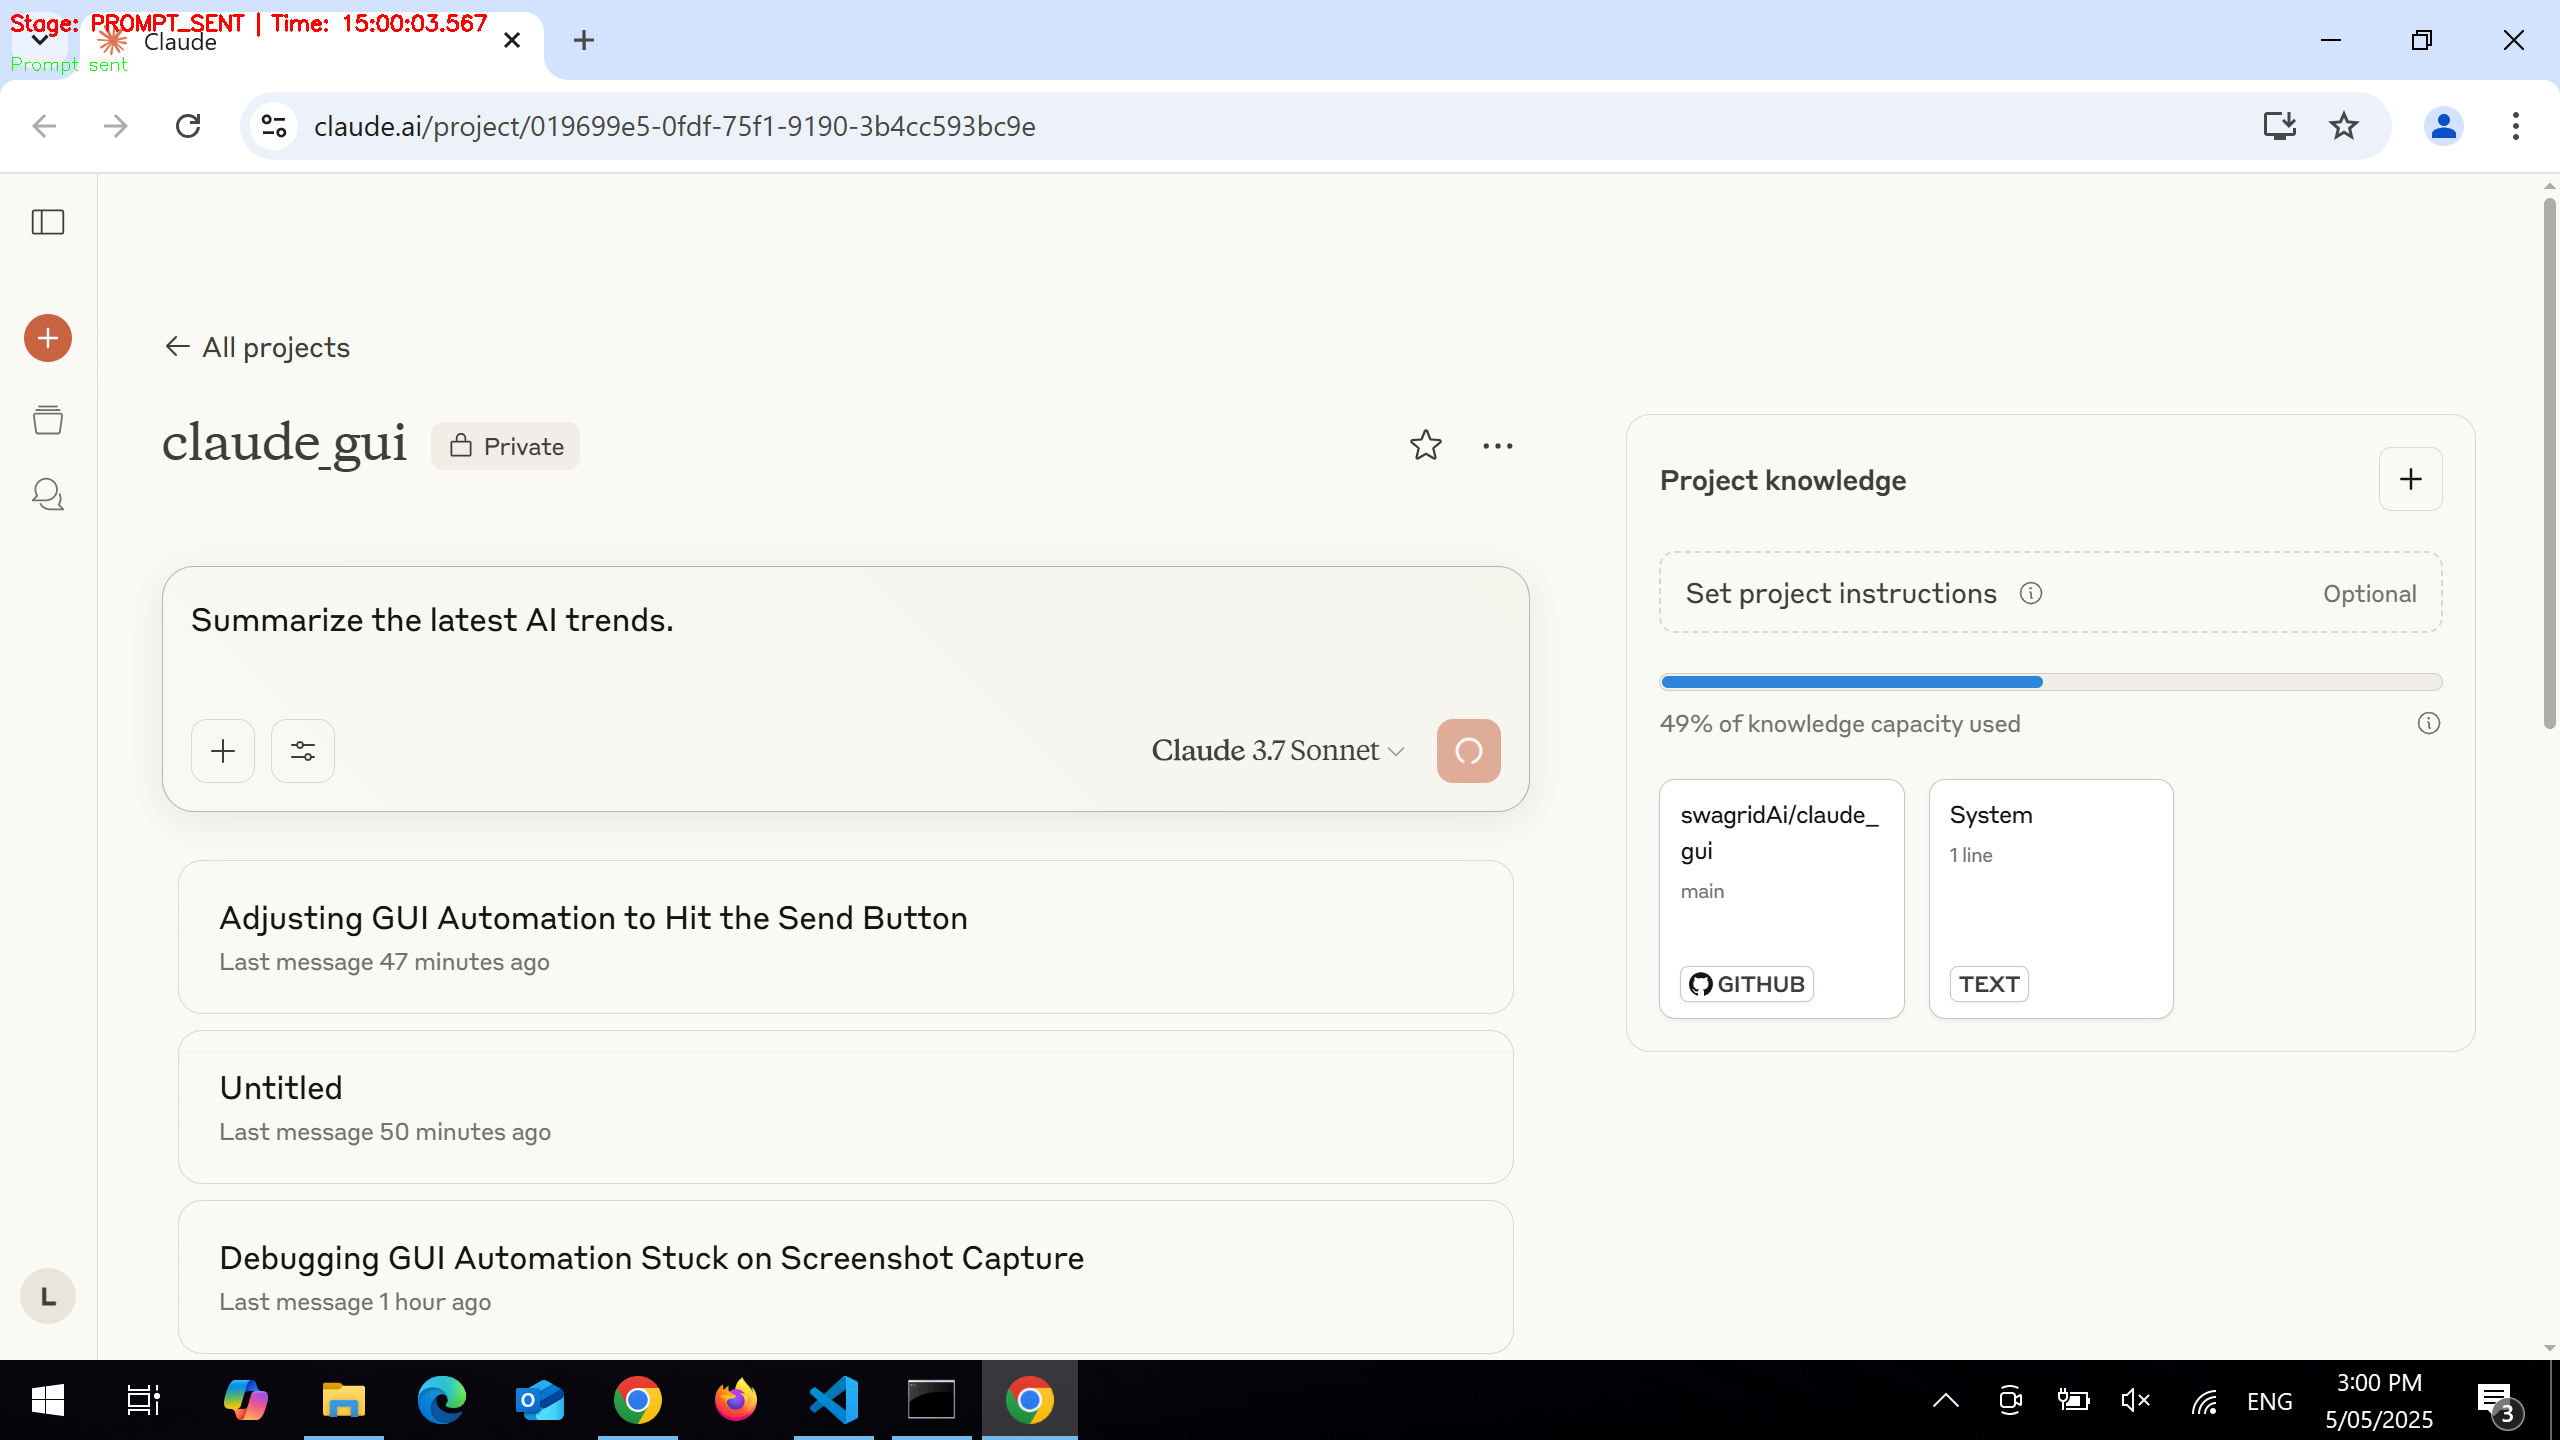 Stage: PROMPT_SENT | Time: 15:00:03.567
Claude
Prompt sent
claude.ai/project/019699e5-0fdf-75f1-9190-3b4cc593bc9e
All projects
claude_gui
Private
Summarize the latest AI trends.
Claude 3.7 Sonnet
Adjusting GUI Automation to Hit the Send Button
Last message 47 minutes ago
Untitled
Last message 50 minutes ago
Debugging GUI Automation Stuck on Screenshot Capture
Last message 1 hour ago
L
Project knowledge
Set project instructions
Optional
49% of knowledge capacity used
swagridAi/claude_
gui
main
GITHUB
System
1 line
TEXT
ENG
3:00 PM
5/05/2025
3